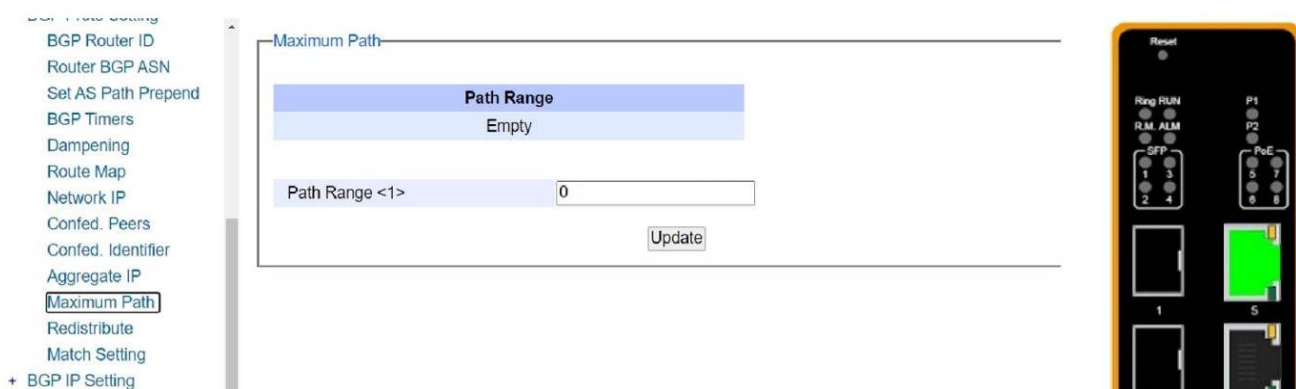 BGP Router ID
Router BGP ASN
Set AS Path Prepend
BGP Timers
Dampening
Route Map
Network IP
Confed. Peers
Confed. Identifier
Aggregate IP
Maximum Path
Redistribute
Match Setting
+ BGP IP Setting
Maximum Path
Path Range
Empty
Path Range <1> 0
Update
Reset
Ring RUN P1
R.M. ALM P2
SFP PoE
1 3 5 7
2 4 6 8
1 5